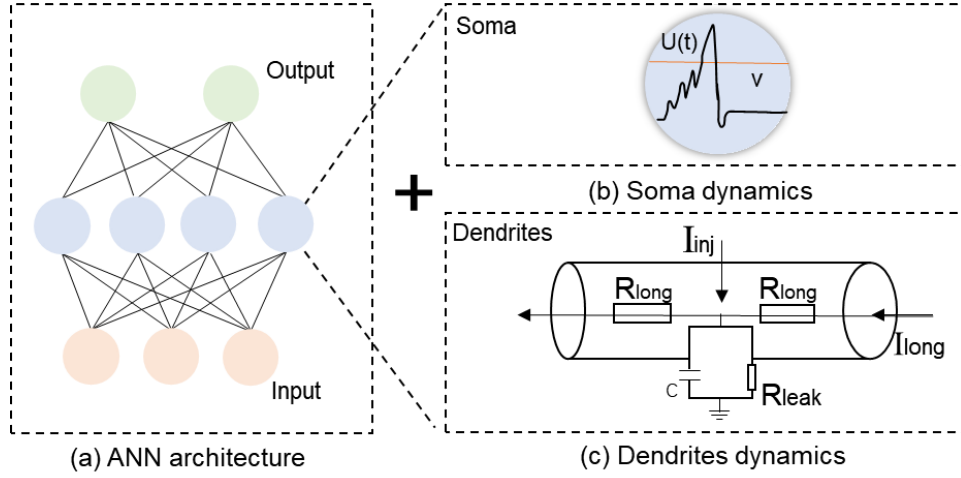 Output
Input
(a) ANN architecture
+
Soma
U(t)
v
(b) Soma dynamics
Dendrites
Iinj
Rlong Rlong
Ilong
C
Rleak
(c) Dendrites dynamics